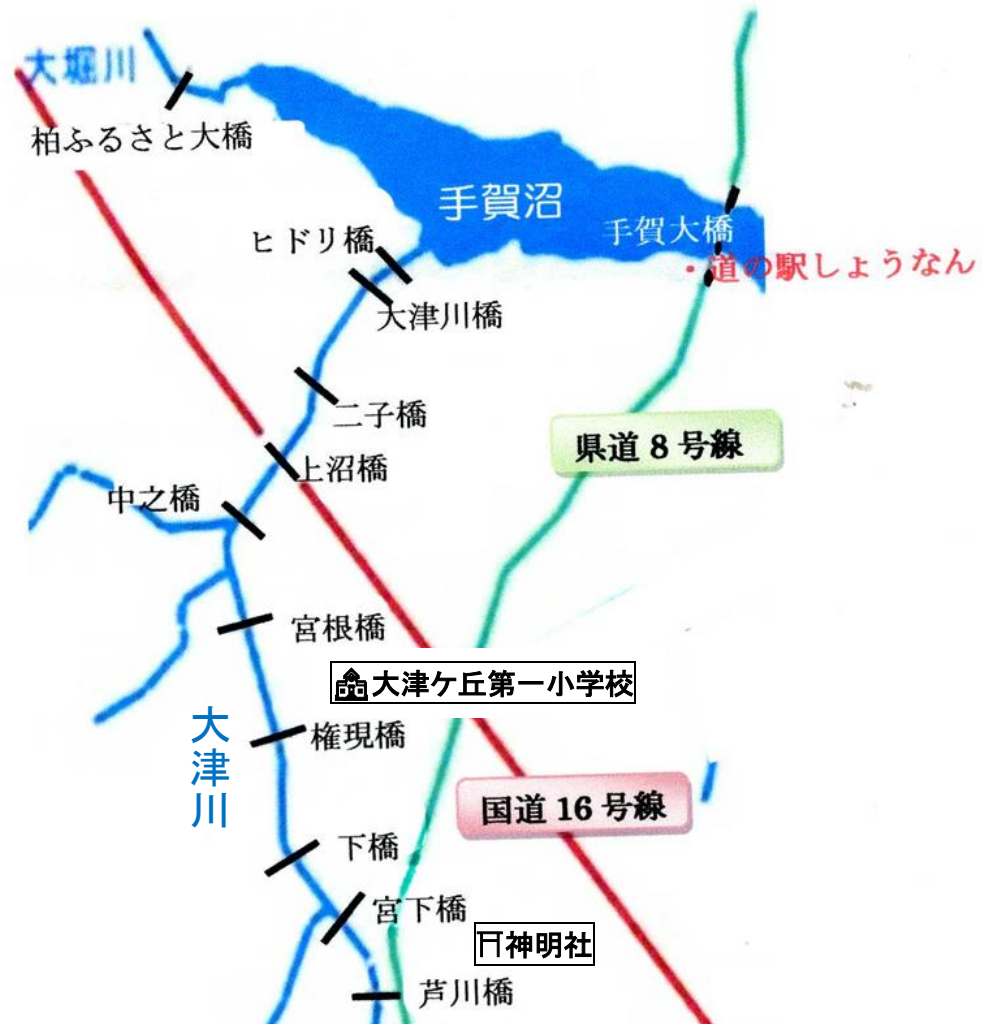 大堀川
柏ふるさと大橋
手賀沼
手賀大橋
ヒドリ橋
・道の駅しょうなん
大津川橋
二子橋
県道8号線
上沼橋
中之橋
宮根橋
大津ケ丘第一小学校
大津川
権現橋
国道16号線
下橋
宮下橋
神明社
芦川橋